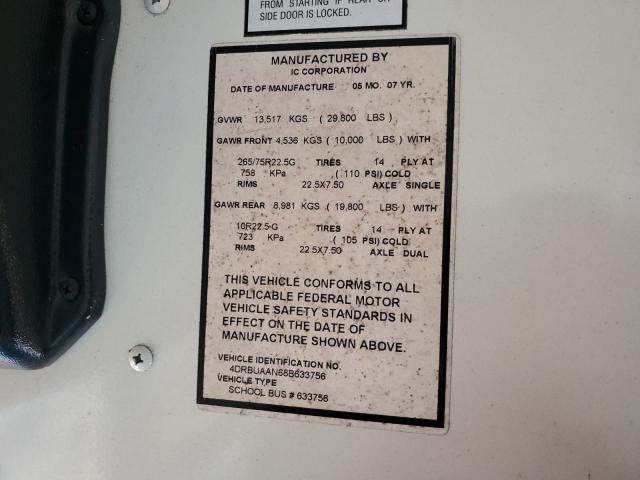 FROM STARTING IF REAR OR
SIDE DOOR IS LOCKED.
MANUFACTURED BY
IC CORPORATION
DATE OF MANUFACTURE 05 MO. 07 YR.
GVWR 13,517 KGS ( 29,800 LBS )
GAWR FRONT 4,536 KGS ( 10,000 LBS ) WITH
265/75R22.5G TIRES 14 PLY AT
758 KPa ( 110 PSI) COLD
RIMS 22.5X7.50 AXLE SINGLE
GAWR REAR 8,981 KGS ( 19,800 LBS ) WITH
10R22.5-G TIRES 14 PLY AT
723 KPa ( 105 PSI) COLD
RIMS 22.5X7.50 AXLE DUAL
THIS VEHICLE CONFORMS TO ALL
APPLICABLE FEDERAL MOTOR
VEHICLE SAFETY STANDARDS IN
EFFECT ON THE DATE OF
MANUFACTURE SHOWN ABOVE.
VEHICLE IDENTIFICATION NO.
4DRBUAAN68B633756
VEHICLE TYPE
SCHOOL BUS # 633756